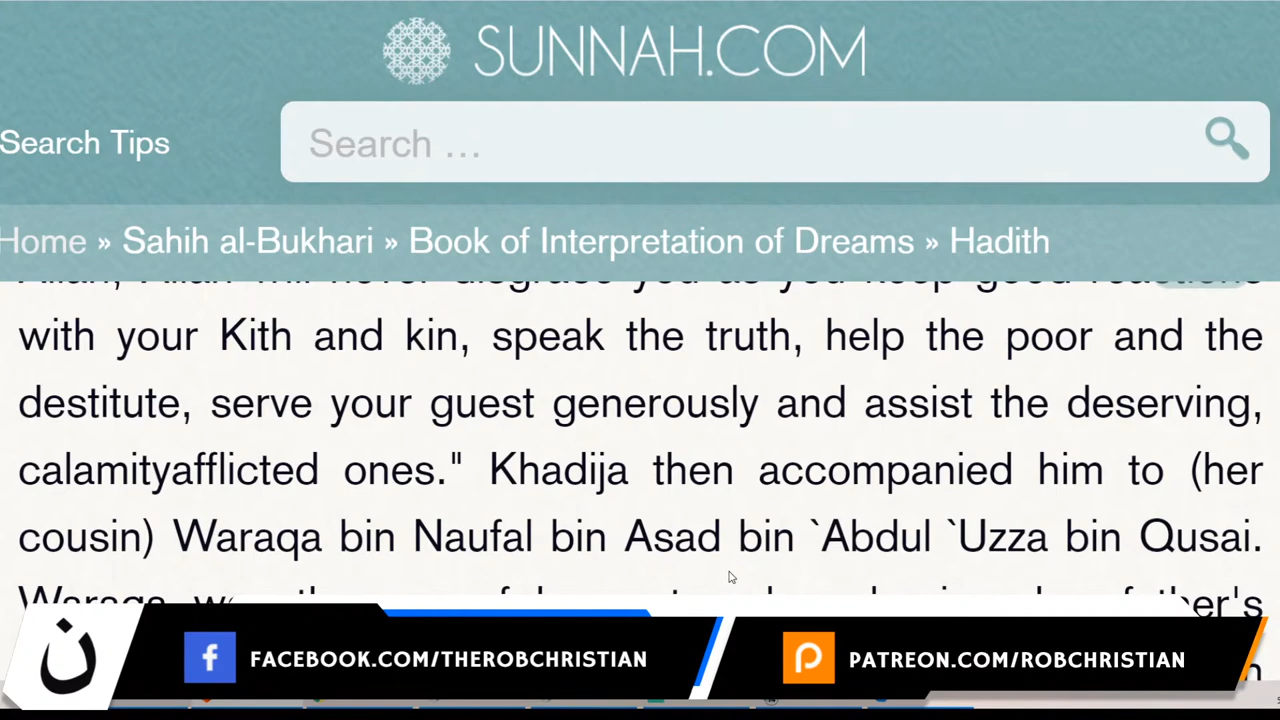 SUNNAH.COM
Search Tips
Search ...
Home » Sahih al-Bukhari » Book of Interpretation of Dreams » Hadith
with your Kith and kin, speak the truth, help the poor and the
destitute, serve your guest generously and assist the deserving,
calamityafflicted ones." Khadija then accompanied him to (her
cousin) Waraqa bin Naufal bin Asad bin `Abdul `Uzza bin Qusai.
ن
FACEBOOK.COM/THEROBCHRISTIAN
PATREON.COM/ROBCHRISTIAN